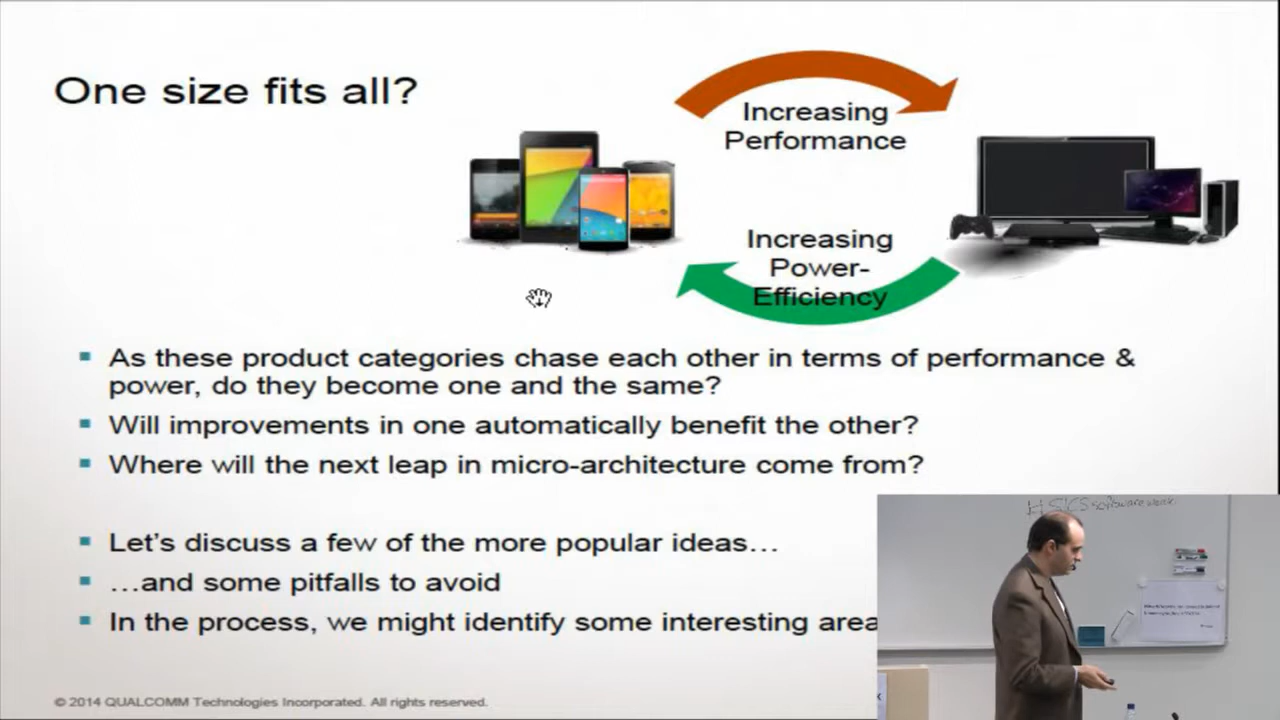 One size fits all?
Increasing
Performance
Increasing
Power-
Efficiency
As these product categories chase each other in terms of performance &
power, do they become one and the same?
Will improvements in one automatically benefit the other?
Where will the next leap in micro-architecture come from?
Let's discuss a few of the more popular ideas…
…and some pitfalls to avoid
In the process, we might identify some interesting area
© 2014 QUALCOMM Technologies Incorporated. All rights reserved.